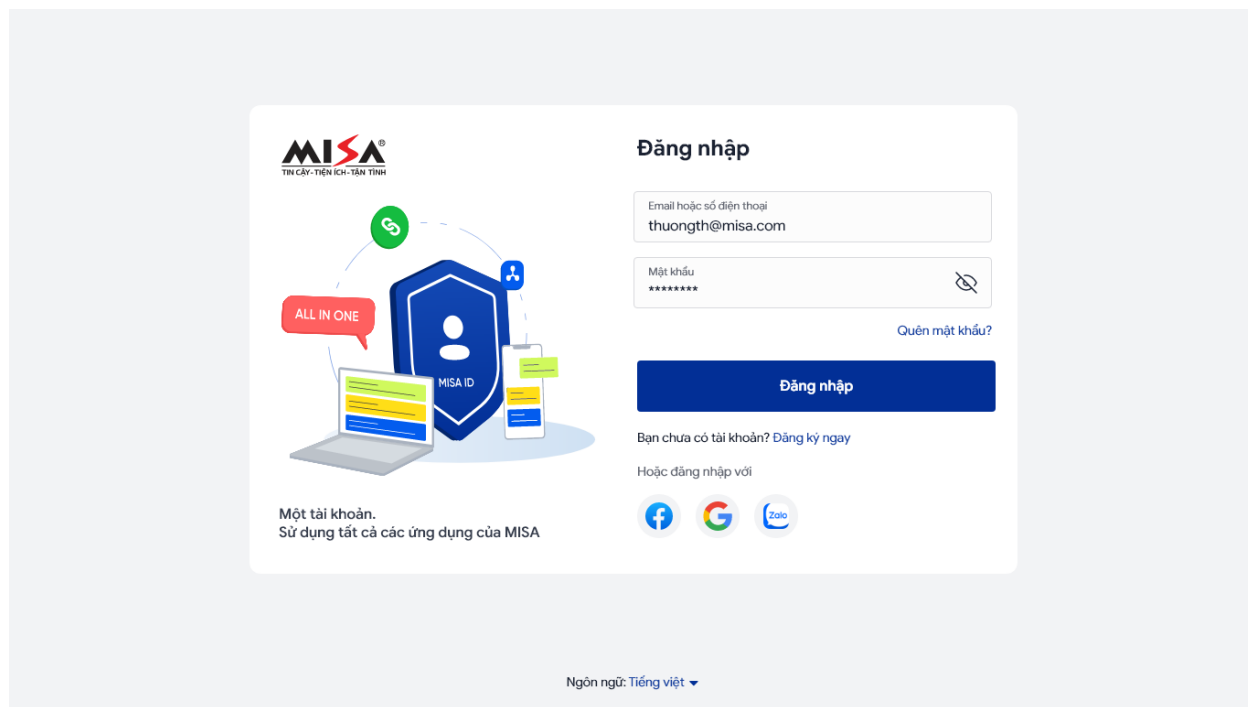 MISA®
TIN CẬY-TIỆN ÍCH-TẬN TÌNH
ALL IN ONE
MISA ID
Một tài khoản.
Sử dụng tất cả các ứng dụng của MISA
Đăng nhập
Email hoặc số điện thoại
thuongth@misa.com
Mật khẩu
********
Quên mật khẩu?
Đăng nhập
Bạn chưa có tài khoản? Đăng ký ngay
Hoặc đăng nhập với
Zalo
Ngôn ngữ: Tiếng việt